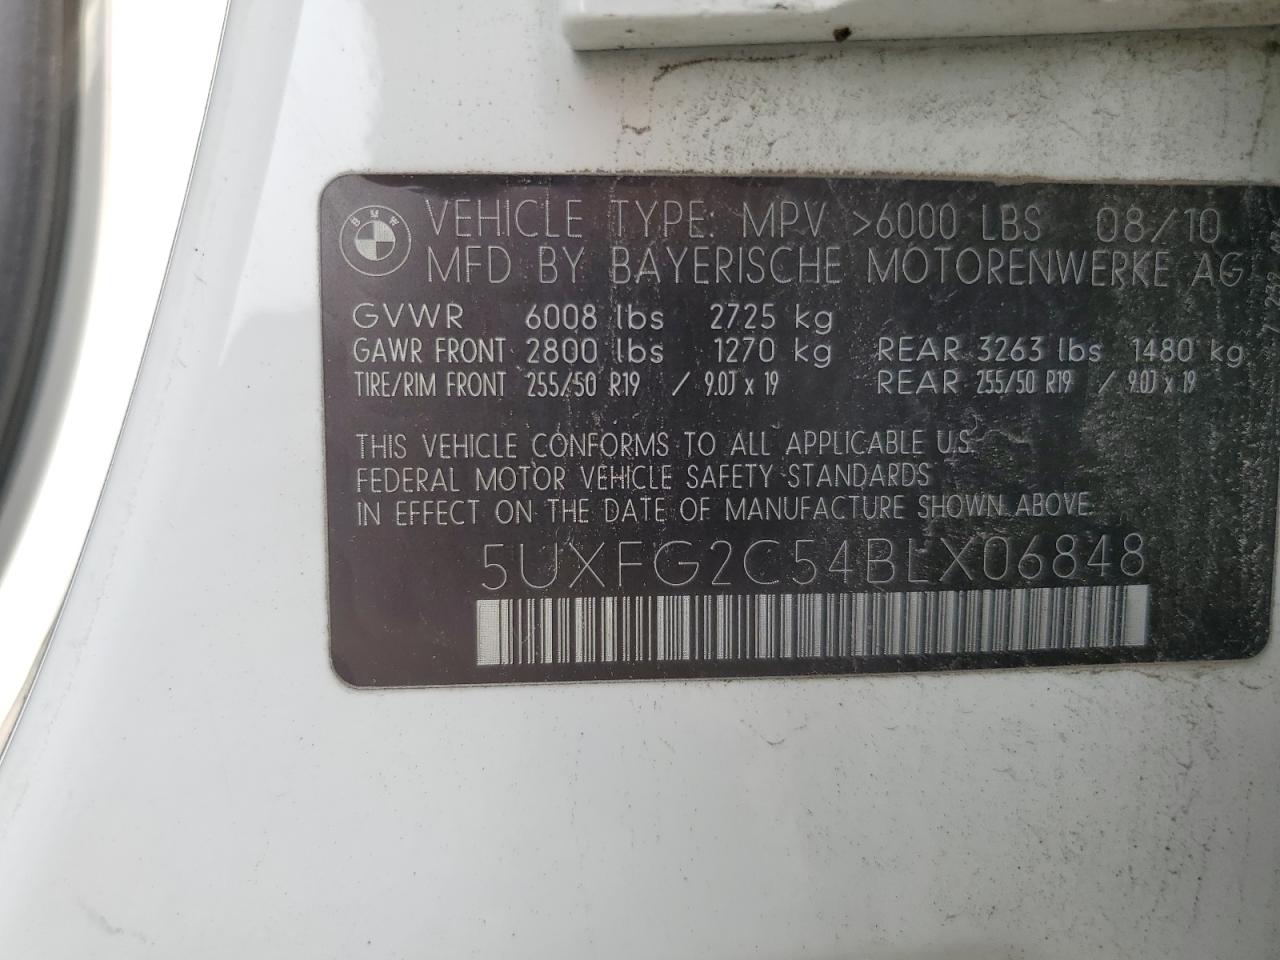 BMW
VEHICLE TYPE: MPV >6000 LBS 08/10
MFD BY BAYERISCHE MOTORENWERKE AG
GVWR 6008 lbs 2725 kg
GAWR FRONT 2800 lbs 1270 kg REAR 3263 lbs 1480 kg
TIRE/RIM FRONT 255/50 R19 / 9.0J x 19 REAR 255/50 R19 / 9.0J x 19
THIS VEHICLE CONFORMS TO ALL APPLICABLE U.S.
FEDERAL MOTOR VEHICLE SAFETY STANDARDS
IN EFFECT ON THE DATE OF MANUFACTURE SHOWN ABOVE.
5UXFG2C54BLX06848